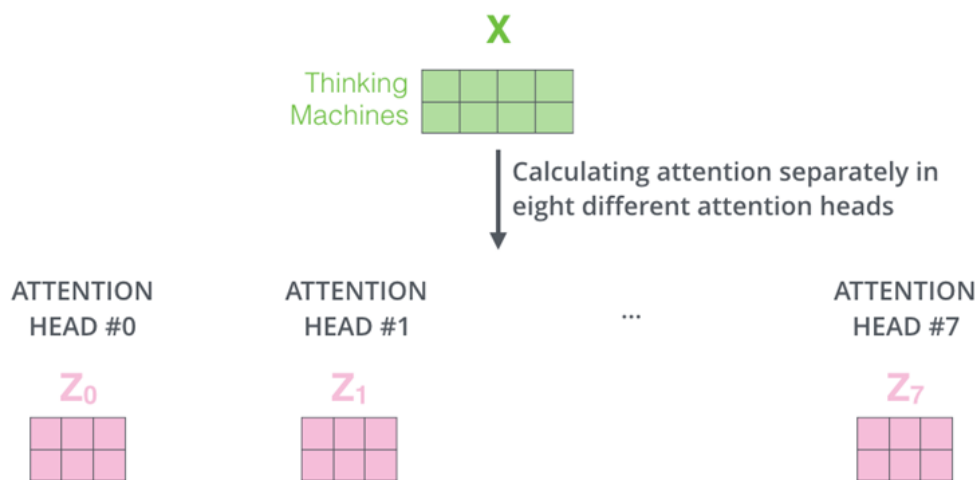 X
Thinking
Machines
Calculating attention separately in
eight different attention heads
ATTENTION
HEAD #0
ATTENTION
HEAD #1
...
ATTENTION
HEAD #7
Z₀
Z₁
Z₇